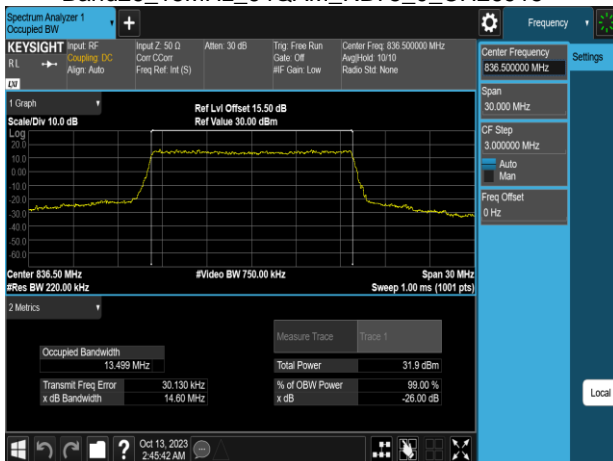 Spectrum Analyzer 1
Occupied BW
Frequency
KEYSIGHT
RL
LXI
Input: RF
Coupling: DC
Align: Auto
Input Z: 50 Ω
Corr CCorr
Freq Ref: Int (S)
Atten: 30 dB
Trig: Free Run
Gate: Off
#IF Gain: Low
Center Freq: 836.500000 MHz
Avg|Hold: 10/10
Radio Std: None
Center Frequency
836.500000 MHz
Settings
Span
30.000 MHz
CF Step
3.000000 MHz
Auto
Man
Freq Offset
0 Hz
1 Graph
Scale/Div 10.0 dB
Ref Lvl Offset 15.50 dB
Ref Value 30.00 dBm
Log
20.0
10.0
0.00
-10.0
-20.0
-30.0
-40.0
-50.0
-60.0
Center 836.50 MHz
#Video BW 750.00 kHz
Span 30 MHz
#Res BW 220.00 kHz
Sweep 1.00 ms (1001 pts)
2 Metrics
Measure Trace
Trace 1
Occupied Bandwidth
13.499 MHz
Total Power
31.9 dBm
Transmit Freq Error
30.130 kHz
% of OBW Power
99.00 %
x dB Bandwidth
14.60 MHz
x dB
-26.00 dB
Local
?
Oct 13, 2023
2:45:42 AM